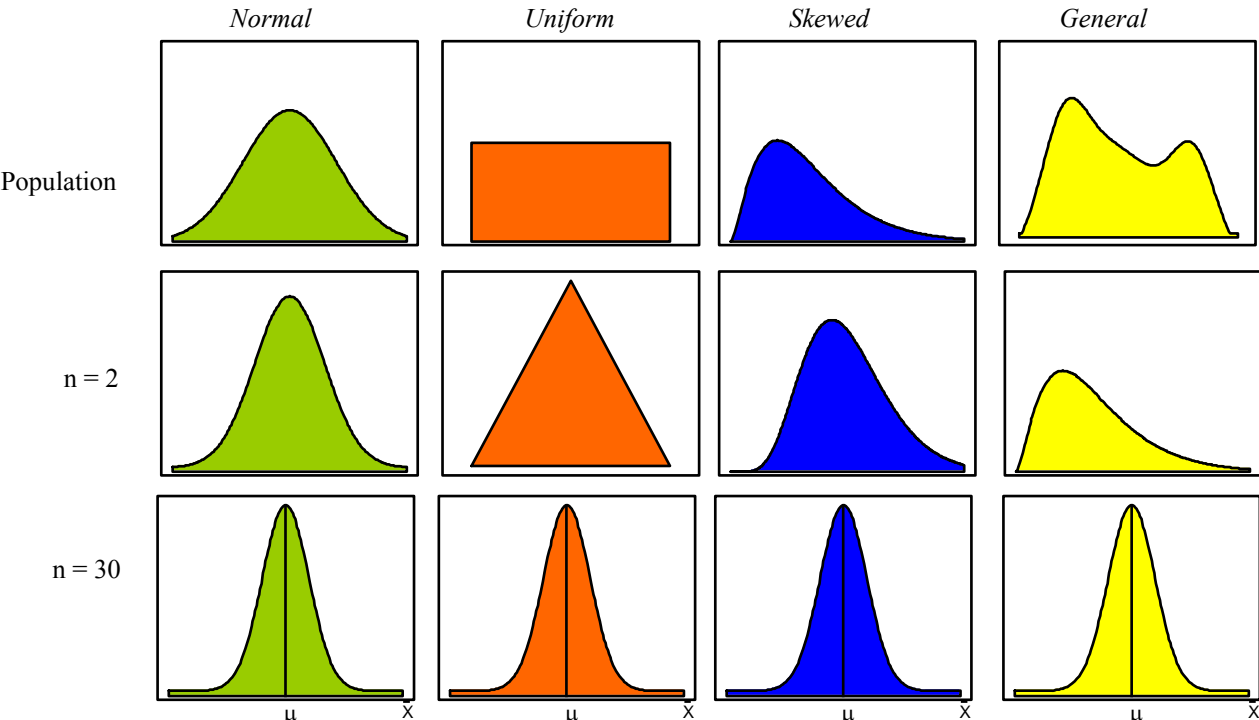 Normal Uniform Skewed General
Population
n = 2
n = 30
μ x̄ μ x̄ μ x̄ μ x̄